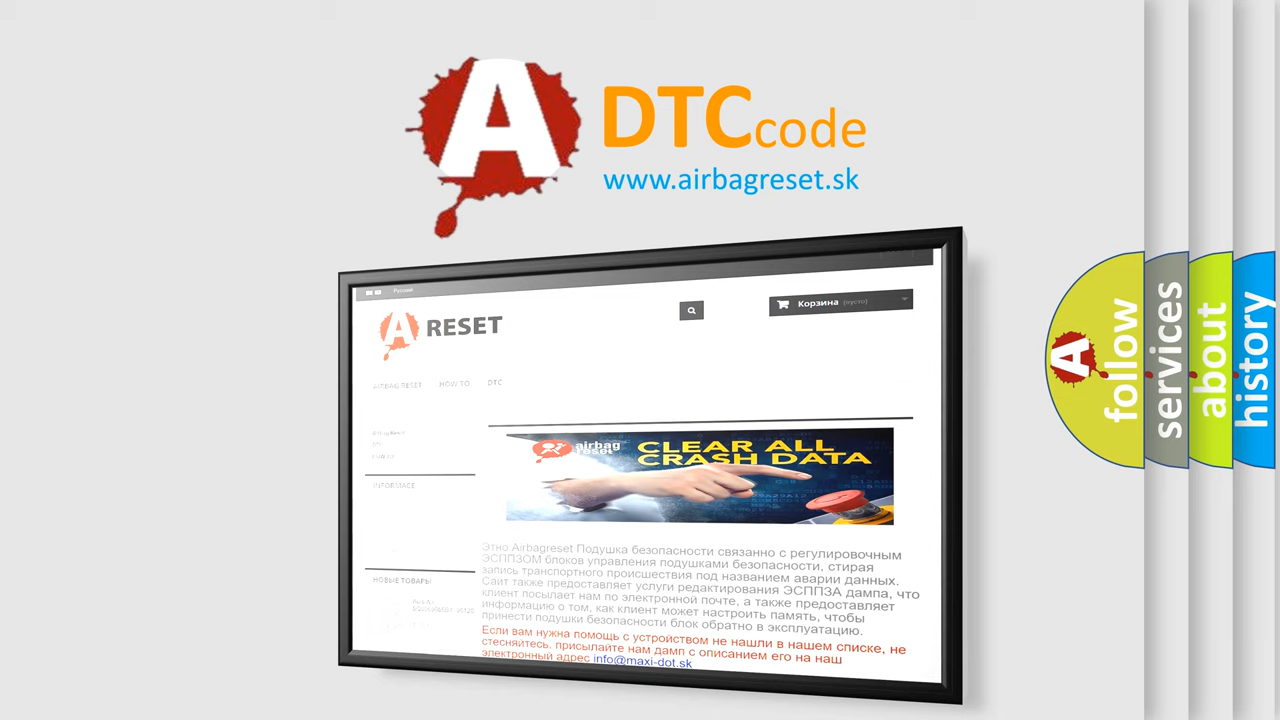 A DTCcode
www.airbagreset.sk
Русский
A RESET
Корзина (пусто)
AIRBAG RESET HOW TO DTC
INFORMACE
НОВЫЕ ТОВАРЫ
airbag
reset
CLEAR ALL
CRASH DATA
Этно Airbagreset Подушка безопасности связанно с регулировочным
ЭСППЗОМ блоков управления подушками безопасности, стирая
запись транспортного происшествия под названием аварии данных.
Сайт также предоставляет услуги редактирования ЭСППЗА дампа, что
клиент посылает нам по электронной почте, а также предоставляет
информацию о том, как клиент может настроить память, чтобы
принести подушки безопасности блок обратно в эксплуатацию.
Если вам нужна помощь с устройством не нашли в нашем списке, не
стесняйтесь, присылайте нам дамп с описанием его на наш
электронный адрес info@maxi-dot.sk
A
follow
services
about
history